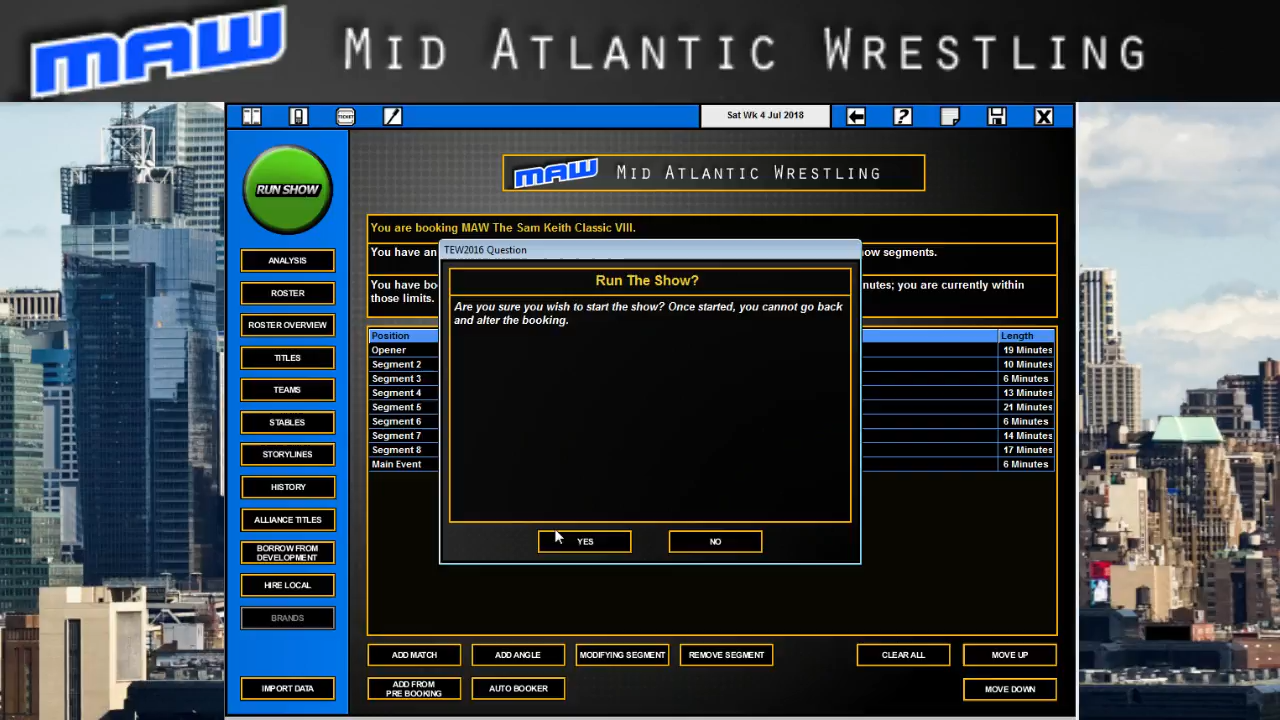 MAW MID ATLANTIC WRESTLING
TICKET
Sat Wk 4 Jul 2018
?
RUN SHOW
MAW MID ATLANTIC WRESTLING
You are booking MAW The Sam Keith Classic VIII.
You have an
ow segments.
You have bo
nutes; you are currently within
those limits.
TEW2016 Question
Run The Show?
Are you sure you wish to start the show? Once started, you cannot go back
and alter the booking.
YES
NO
Position
Length
Opener
19 Minutes
Segment 2
10 Minutes
Segment 3
6 Minutes
Segment 4
13 Minutes
Segment 5
21 Minutes
Segment 6
6 Minutes
Segment 7
14 Minutes
Segment 8
17 Minutes
Main Event
6 Minutes
ANALYSIS
ROSTER
ROSTER OVERVIEW
TITLES
TEAMS
STABLES
STORYLINES
HISTORY
ALLIANCE TITLES
BORROW FROM
DEVELOPMENT
HIRE LOCAL
BRANDS
IMPORT DATA
ADD MATCH
ADD ANGLE
MODIFYING SEGMENT
REMOVE SEGMENT
CLEAR ALL
MOVE UP
ADD FROM
PRE BOOKING
AUTO BOOKER
MOVE DOWN